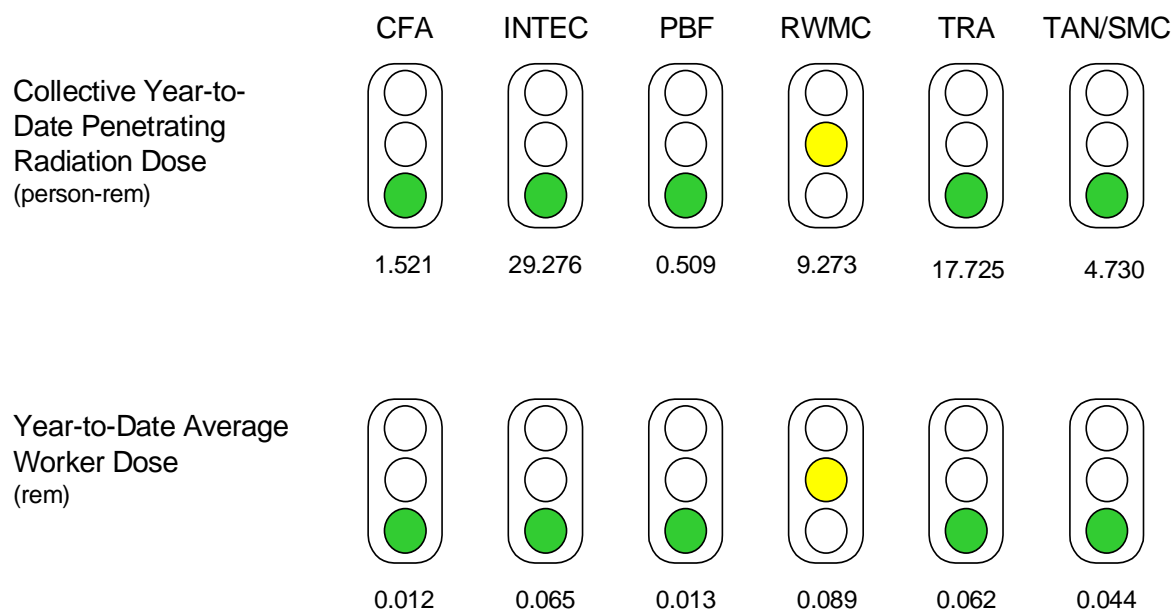 CFA INTEC PBF RWMC TRA TAN/SMC
Collective Year-to-
Date Penetrating
Radiation Dose
(person-rem)
1.521 29.276 0.509 9.273 17.725 4.730
Year-to-Date Average
Worker Dose
(rem)
0.012 0.065 0.013 0.089 0.062 0.044